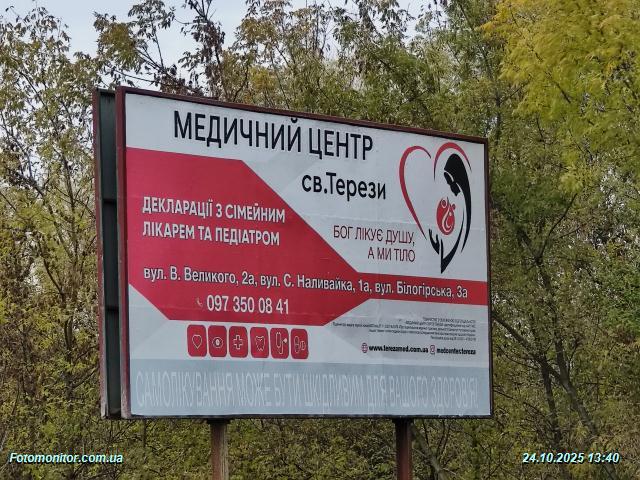 МЕДИЧНИЙ ЦЕНТР
св.Терези
ДЕКЛАРАЦІЇ З СІМЕЙНИМ
ЛІКАРЕМ ТА ПЕДІАТРОМ
БОГ ЛІКУЄ ДУШУ,
А МИ ТІЛО
вул. В. Великого, 2а, вул. С. Наливайка, 1а, вул. Білогірська, 3а
097 350 08 41
www.terezamed.com.ua medcenter.tereza
САМОЛІКУВАННЯ МОЖЕ БУТИ ШКІДЛИВИМ ДЛЯ ВАШОГО ЗДОРОВ'Я
Fotomonitor.com.ua
24.10.2025 13:40